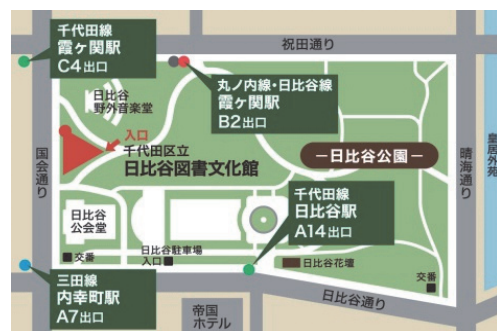 千代田線
霞ヶ関駅
C4出口
祝田通り
丸ノ内線・日比谷線
霞ヶ関駅
B2出口
日比谷
野外音楽堂
入口
千代田区立
日比谷図書文化館
ー日比谷公園ー
国会通り
晴海通り
皇居外苑
千代田線
日比谷駅
A14出口
日比谷
公会堂
交番
日比谷駐車場
入口
日比谷花壇
交番
三田線
内幸町駅
A7出口
帝国
ホテル
日比谷通り